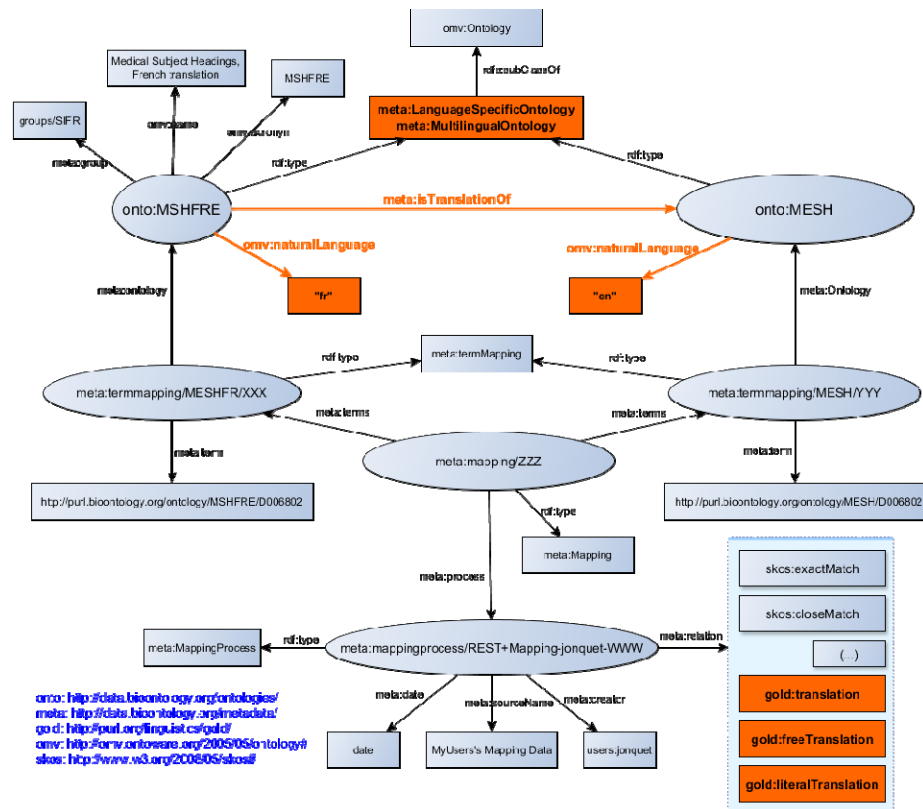 omv:Ontology
rdfs:subClassOf
Medical Subject Headings,
French translation
MSHFRE
groups/SIFR
meta:LanguageSpecificOntology
meta:MultilingualOntology
omv:name
omv:acronym
meta:group
rdf:type
rdf:type
onto:MSHFRE
meta:isTranslationOf
onto:MESH
omv:naturalLanguage
omv:naturalLanguage
"fr"
"en"
meta:ontology
meta:Ontology
rdf:type
meta:termMapping
rdf:type
meta:termmapping/MESHFR/XXX
meta:termmapping/MESH/YYY
meta:terms
meta:terms
meta:term
meta:term
meta:mapping/ZZZ
http://purl.bioontology.org/ontology/MSHFRE/D006802
http://purl.bioontology.org/ontology/MESH/D006802
rdf:type
meta:Mapping
meta:process
skos:exactMatch
skos:closeMatch
(...)
gold:translation
gold:freeTranslation
gold:literalTranslation
meta:MappingProcess
rdf:type
meta:mappingprocess/REST+Mapping-jonquet-WWW
meta:relation
meta:date
meta:sourceName
meta:creator
date
MyUsers's Mapping Data
users:jonquet
onto: http://data.bioontology.org/ontologies/
meta: http://data.bioontology.org/metadata/
gold: http://purl.org/linguistics/gold/
omv: http://omv.ontoware.org/2005/05/ontology#
skos: http://www.w3.org/2008/05/skos#